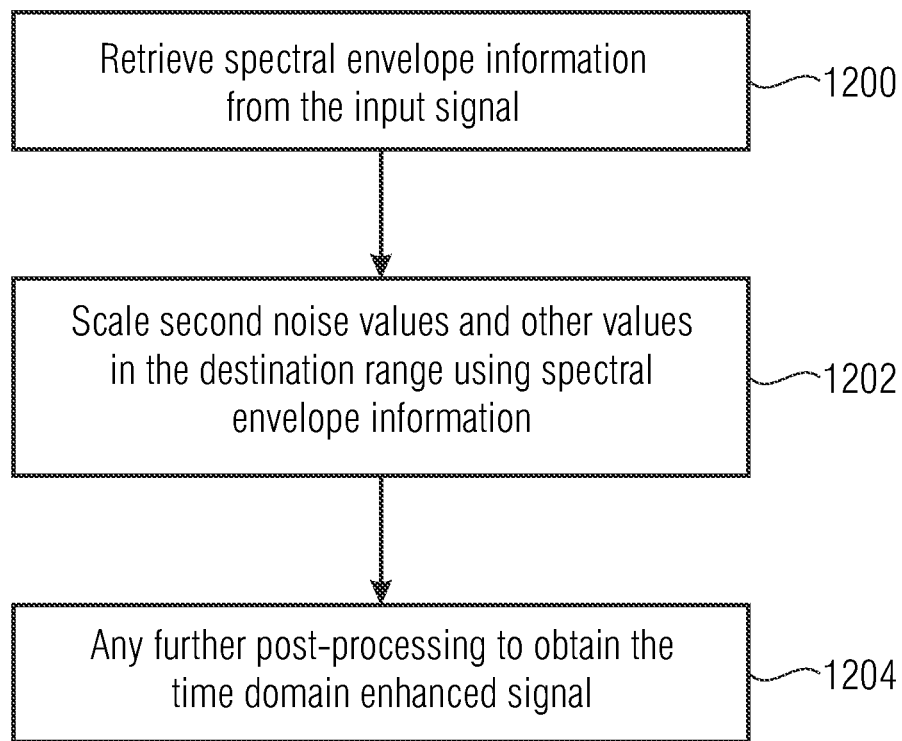 Retrieve spectral envelope information
from the input signal
1200
Scale second noise values and other values
in the destination range using spectral
envelope information
1202
Any further post-processing to obtain the
time domain enhanced signal
1204